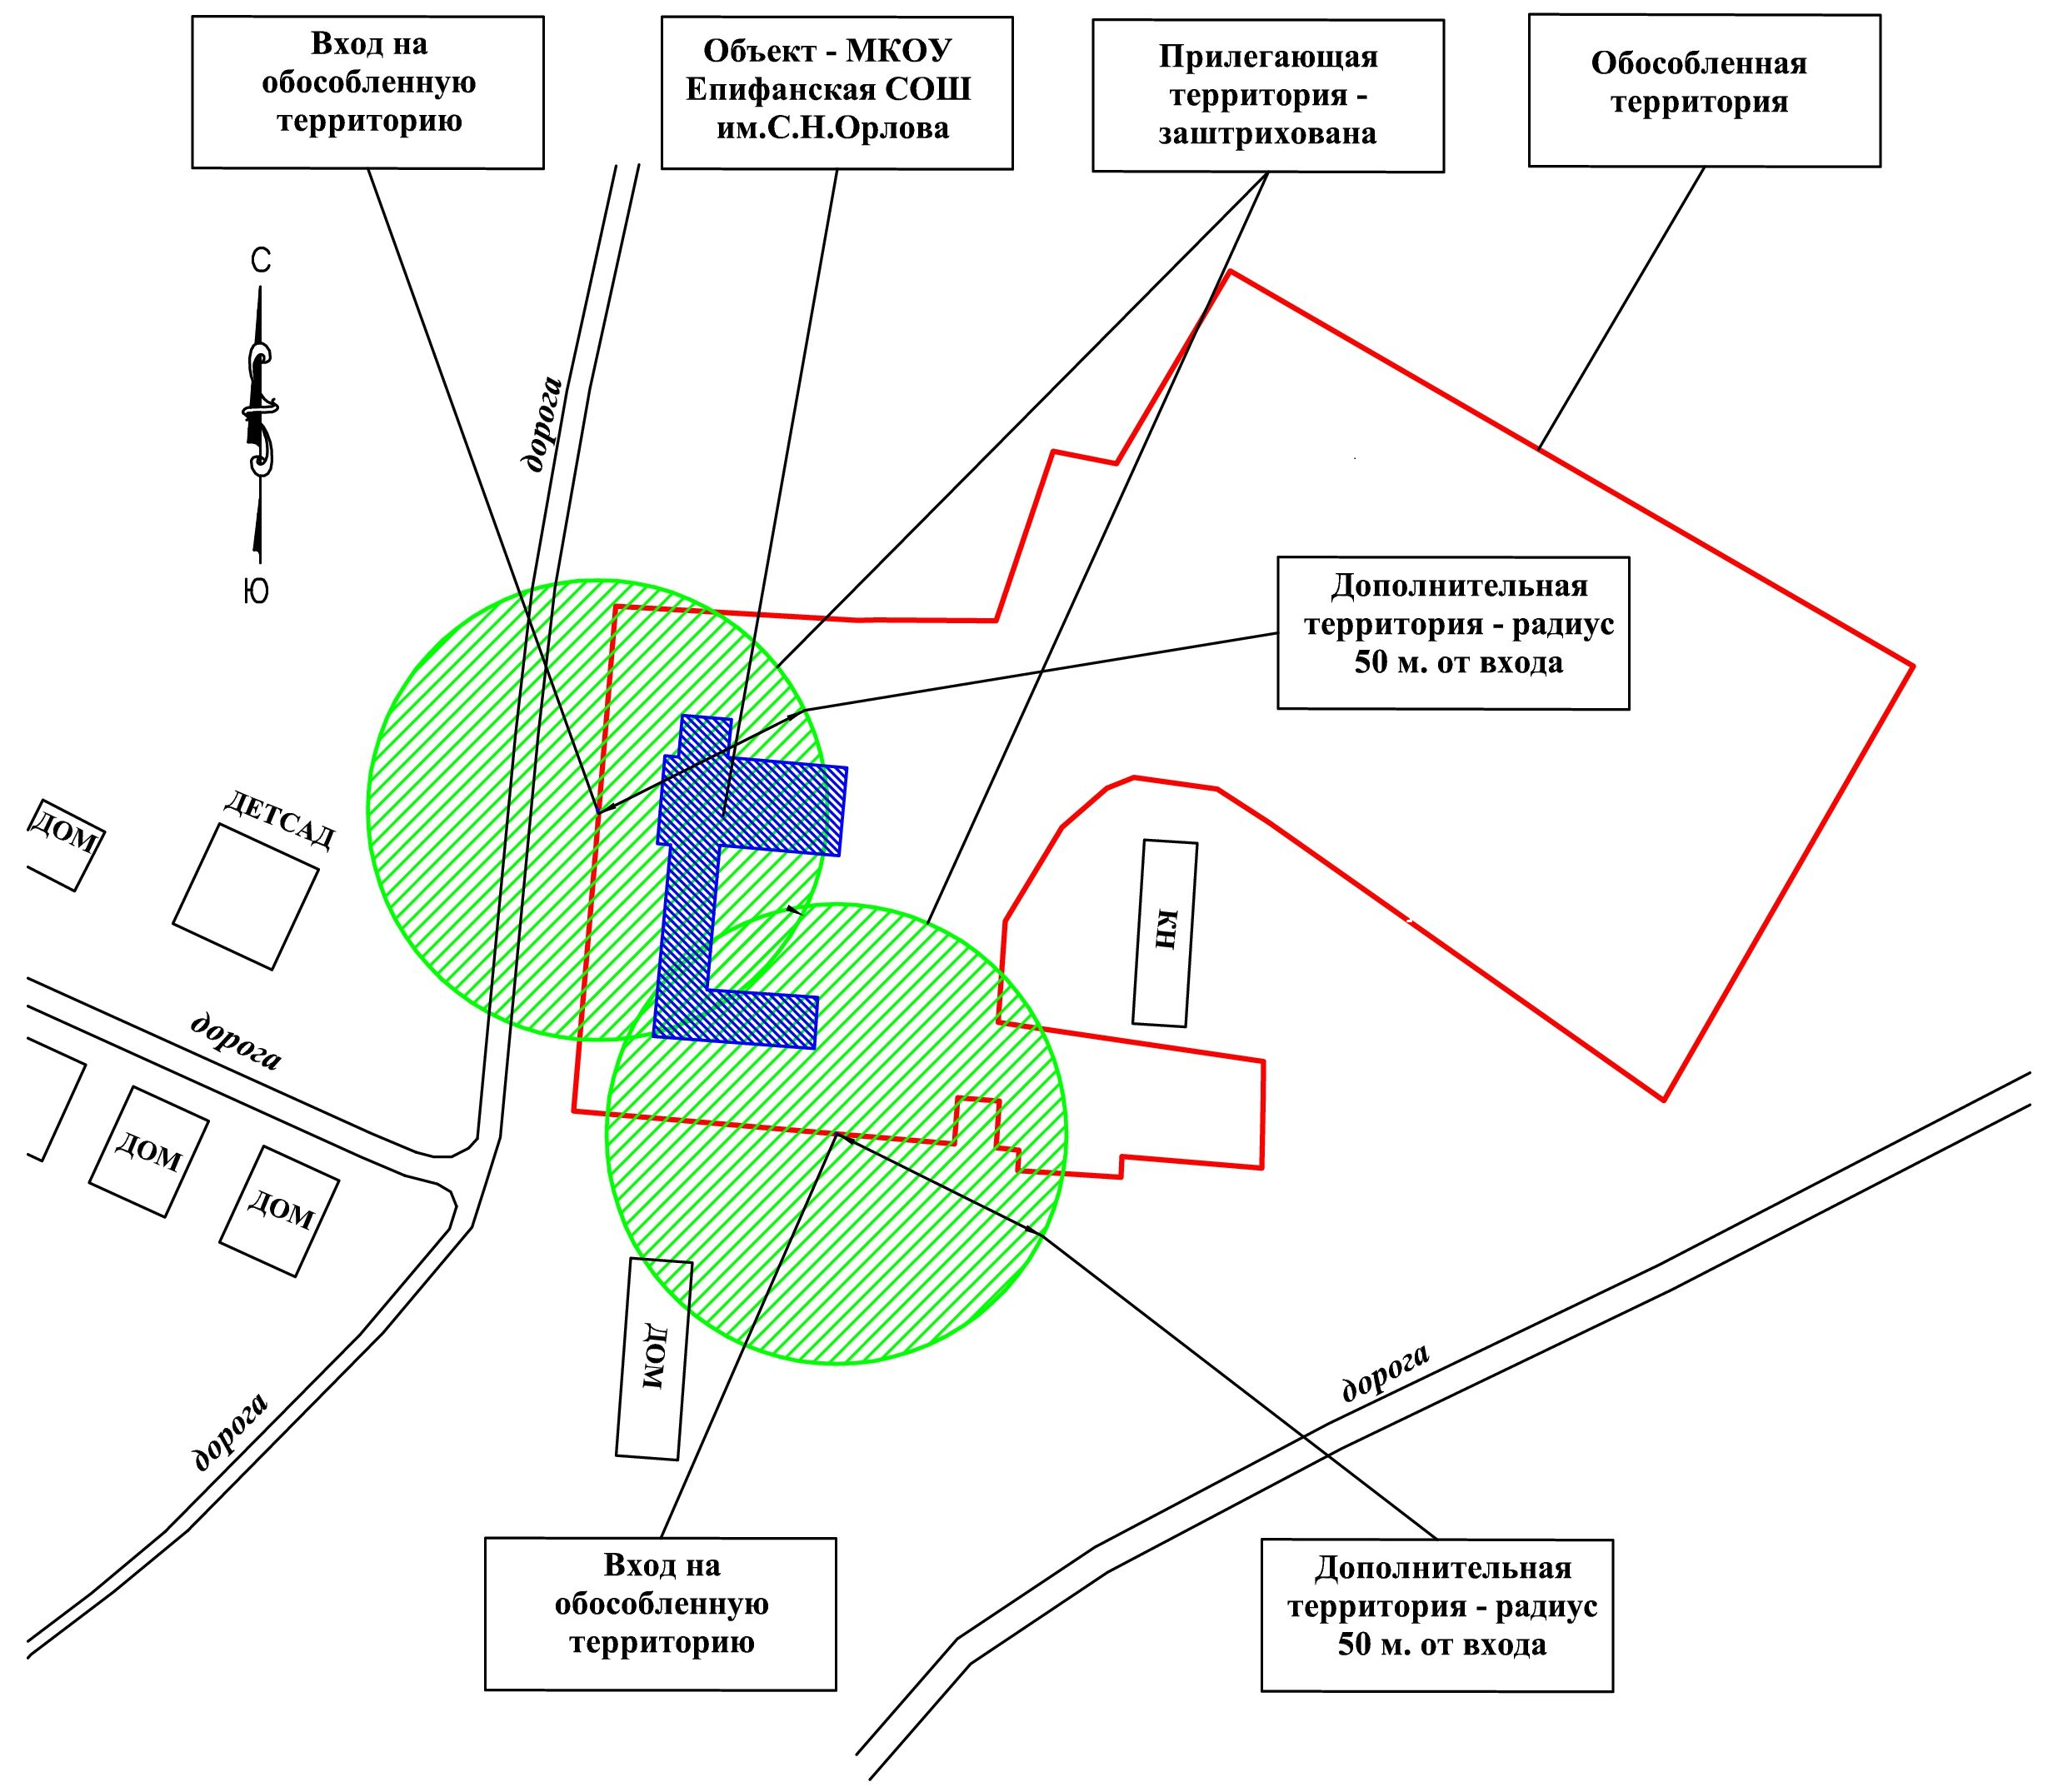 Вход на
обособленную
территорию
Объект - МКОУ
Епифанская СОШ
им.С.Н.Орлова
Прилегающая
территория -
заштрихована
Обособленная
территория
С
Ю
дорога
Дополнительная
территория - радиус
50 м. от входа
ДОМ
ДЕТСАД
КН
дорога
ДОМ
ДОМ
ДОМ
дорога
дорога
Вход на
обособленную
территорию
Дополнительная
территория - радиус
50 м. от входа